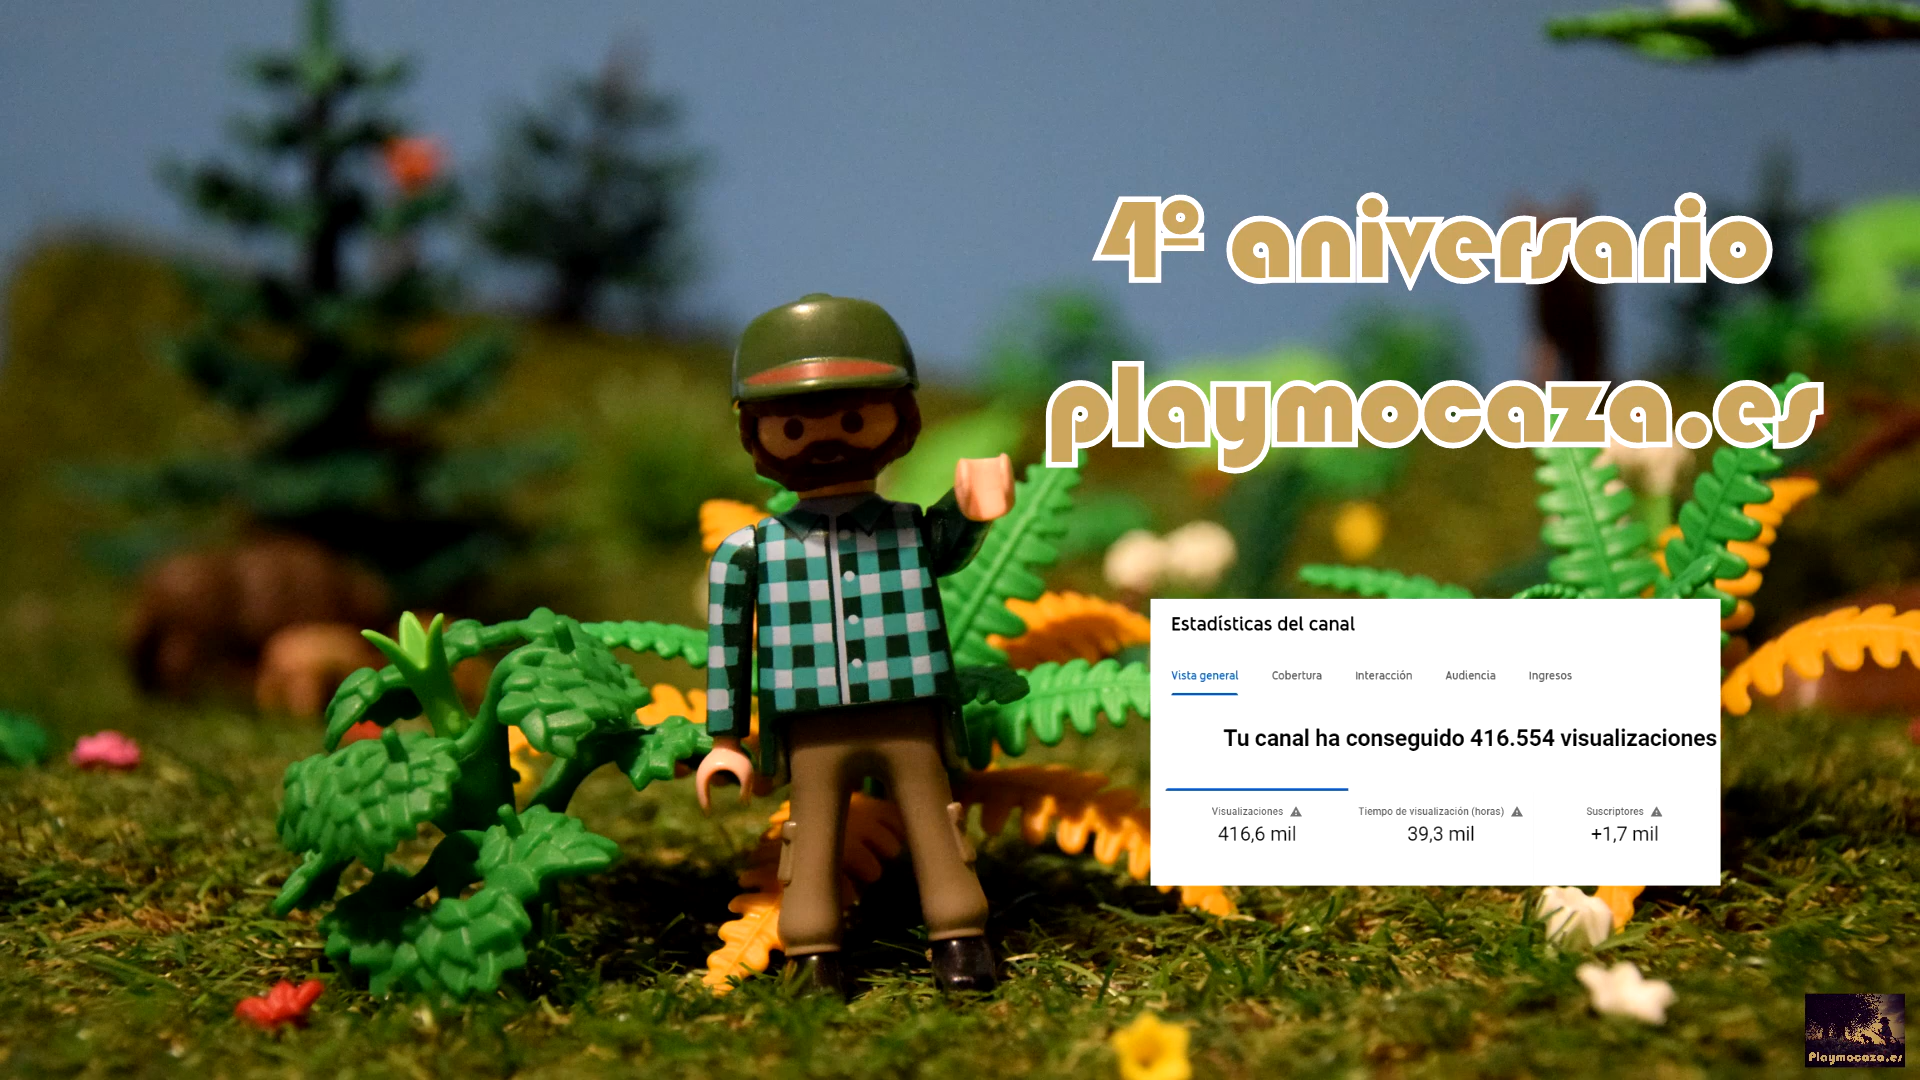 4º aniversario
playmocaza.es
Estadísticas del canal
Vista general Cobertura Interacción Audiencia Ingresos
Tu canal ha conseguido 416.554 visualizaciones
Visualizaciones Tiempo de visualización (horas) Suscriptores
416,6 mil 39,3 mil +1,7 mil
Playmocaza.es